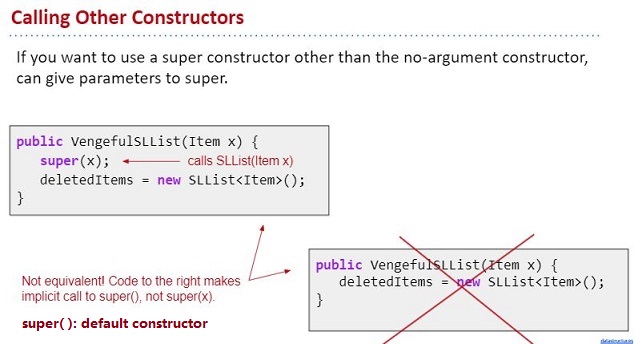 Calling Other Constructors
If you want to use a super constructor other than the no-argument constructor,
can give parameters to super.
public VengefulSLList(Item x) {
super(x);
calls SLList(Item x)
deletedItems = new SLList<Item>();
}
Not equivalent! Code to the right makes
implicit call to super(), not super(x).
super( ): default constructor
public VengefulSLList(Item x) {
deletedItems = new SLList<Item>();
}
datastructur.es